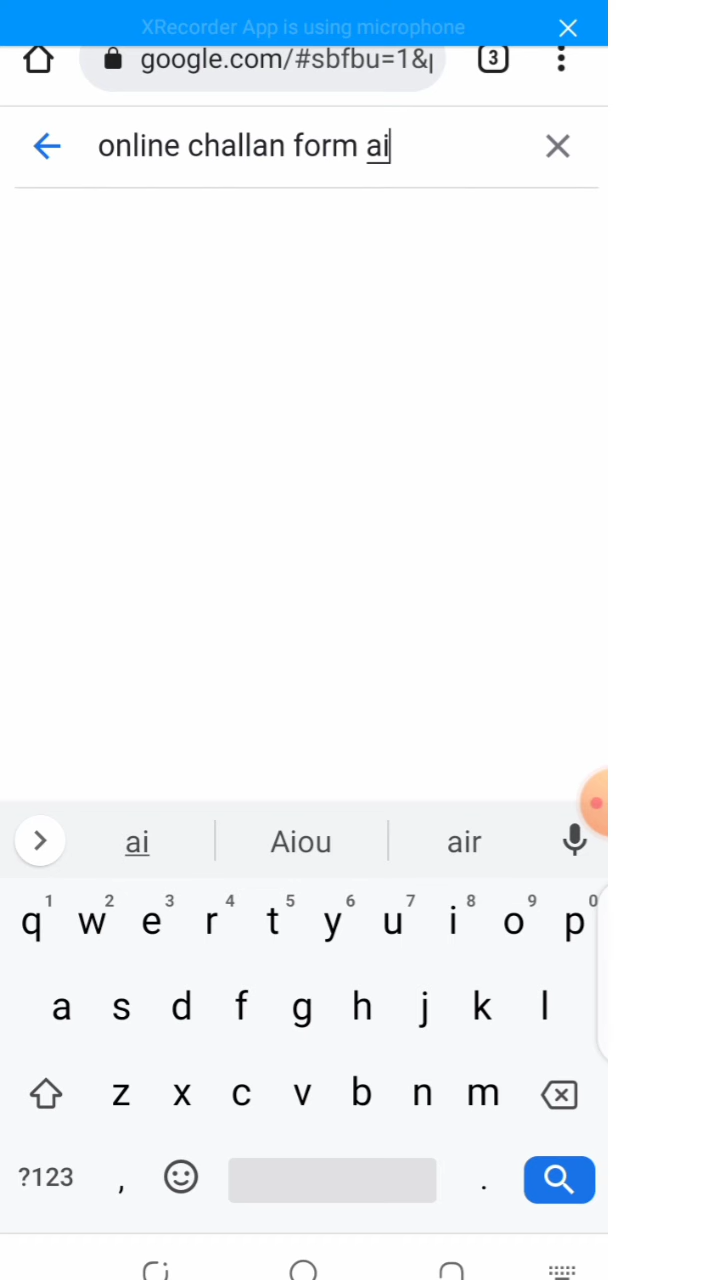 XRecorder App is using microphone
google.com/#sbfbu=1&
3
online challan form ai
ai Aiou air
1 2 3 4 5 6 7 8 9 0
q w e r t y u i o p
a s d f g h j k l
z x c v b n m
?123 , .